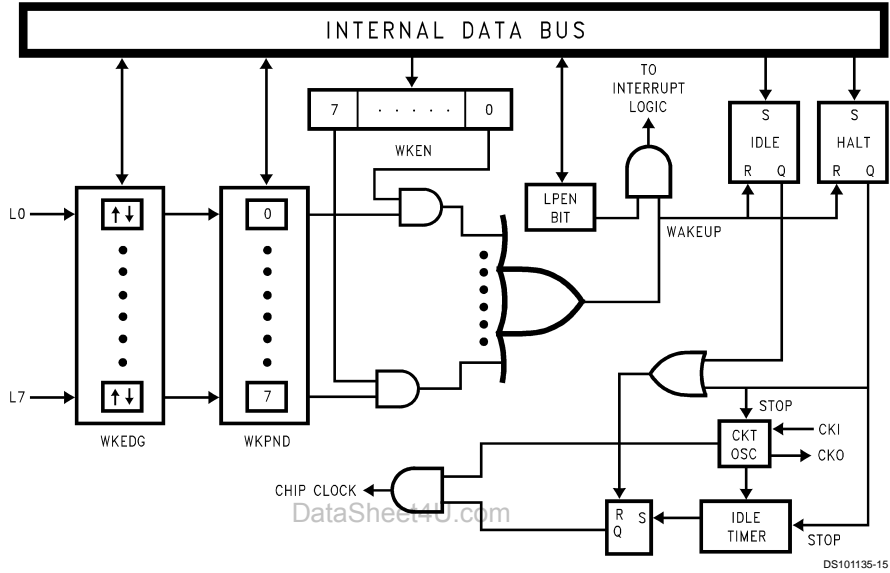 INTERNAL DATA BUS
TO
INTERRUPT
LOGIC
7 · · · · · 0
WKEN
S
IDLE
R Q
S
HALT
R Q
LPEN
BIT
WAKEUP
L0
↑↓
0
L7
↑↓
7
WKEDG
WKPND
STOP
CKT
OSC
CKI
CKO
CHIP CLOCK
R S
Q
IDLE
TIMER
STOP
DataSheet4U.com
DS101135-15